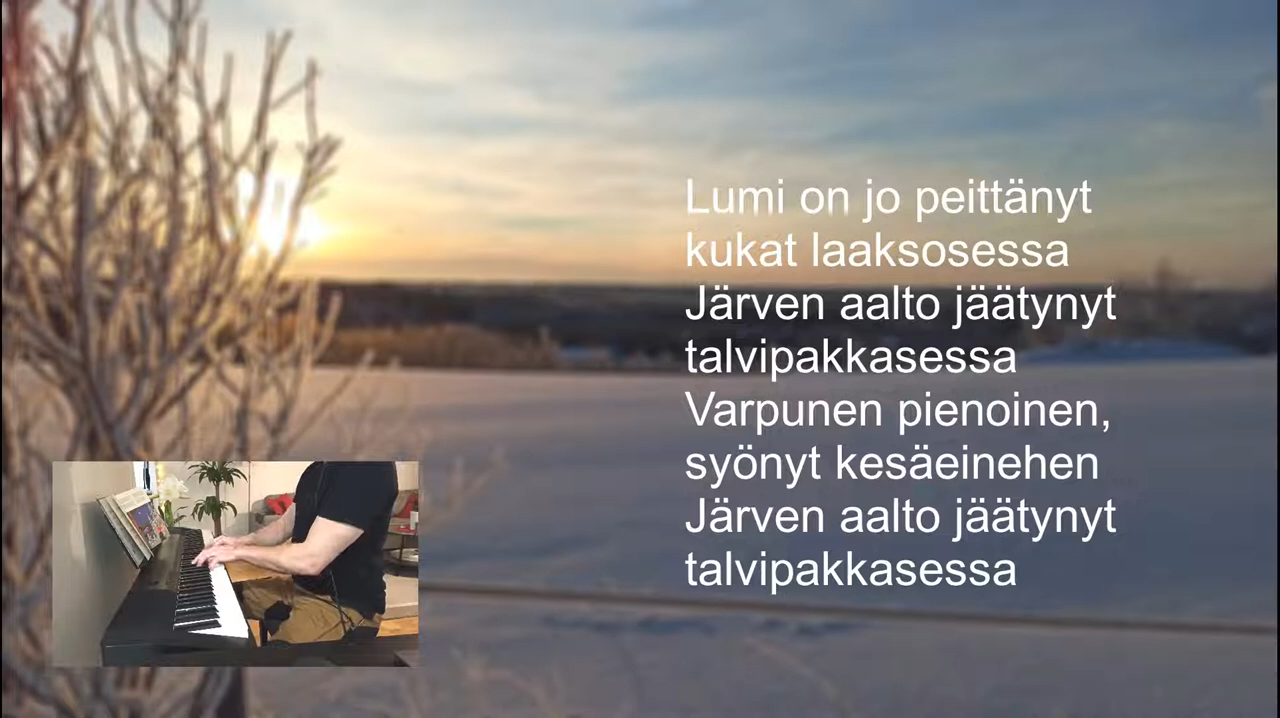 Lumi on jo peittänyt
kukat laaksosessa
Järven aalto jäätynyt
talvipakkasessa
Varpunen pienoinen,
syönyt kesäeinehen
Järven aalto jäätynyt
talvipakkasessa